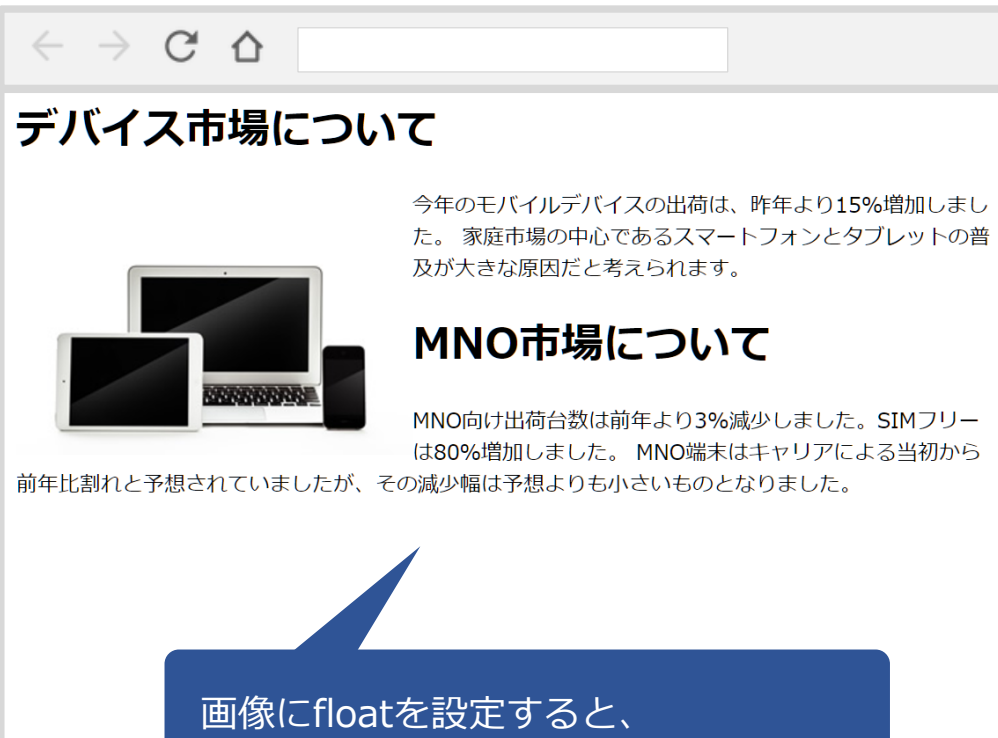 デバイス市場について
今年のモバイルデバイスの出荷は、昨年より15%増加しまし
た。 家庭市場の中心であるスマートフォンとタブレットの普
及が大きな原因だと考えられます。
MNO市場について
MNO向け出荷台数は前年より3%減少しました。SIMフリー
は80%増加しました。 MNO端末はキャリアによる当初から
前年比割れと予想されていましたが、その減少幅は予想よりも小さいものとなりました。
画像にfloatを設定すると、